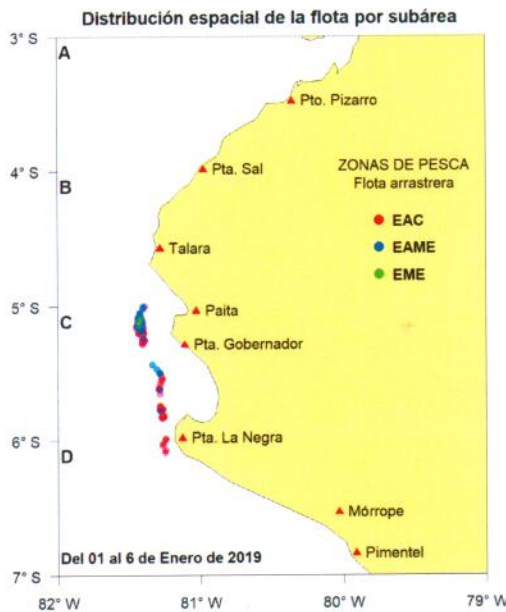 Distribución espacial de la flota por subárea
3° S
A
Pto. Pizarro
ZONAS DE PESCA
Flota arrastrera
4° S
Pta. Sal
B
EAC
EAME
EME
Talara
5° S
C
Paita
Pta. Gobernador
6° S
Pta. La Negra
D
Mórrope
Del 01 al 6 de Enero de 2019
Pimentel
7° S
82° W
81° W
80° W
79° W